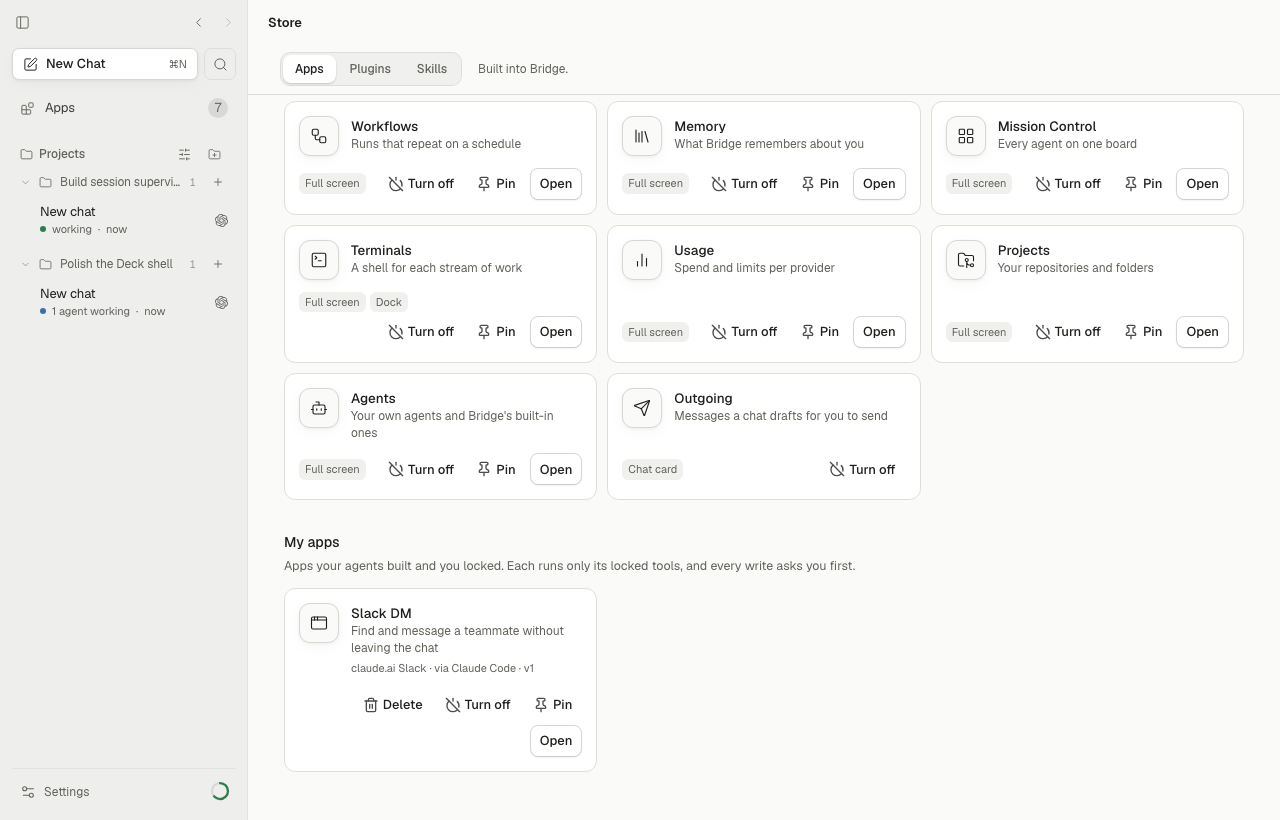 Store
New Chat
⌘N
Apps
7
Projects
Build session supervi...
1
New chat
working · now
Polish the Deck shell
1
New chat
1 agent working · now
Settings
Apps
Plugins
Skills
Built into Bridge.
Workflows
Runs that repeat on a schedule
Full screen
Turn off
Pin
Open
Memory
What Bridge remembers about you
Full screen
Turn off
Pin
Open
Mission Control
Every agent on one board
Full screen
Turn off
Pin
Open
Terminals
A shell for each stream of work
Full screen
Dock
Turn off
Pin
Open
Usage
Spend and limits per provider
Full screen
Turn off
Pin
Open
Projects
Your repositories and folders
Full screen
Turn off
Pin
Open
Agents
Your own agents and Bridge's built-in
ones
Full screen
Turn off
Pin
Open
Outgoing
Messages a chat drafts for you to send
Chat card
Turn off
My apps
Apps your agents built and you locked. Each runs only its locked tools, and every write asks you first.
Slack DM
Find and message a teammate without
leaving the chat
claude.ai Slack · via Claude Code · v1
Delete
Turn off
Pin
Open